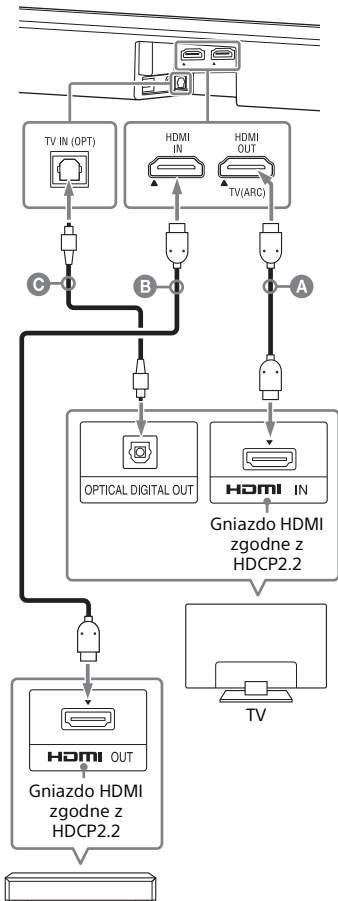 TV IN (OPT)
HDMI
IN
HDMI
OUT
TV(ARC)
C
B
A
OPTICAL DIGITAL OUT
HDMI IN
Gniazdo HDMI
zgodne z
HDCP2.2
TV
HDMI OUT
Gniazdo HDMI
zgodne z
HDCP2.2